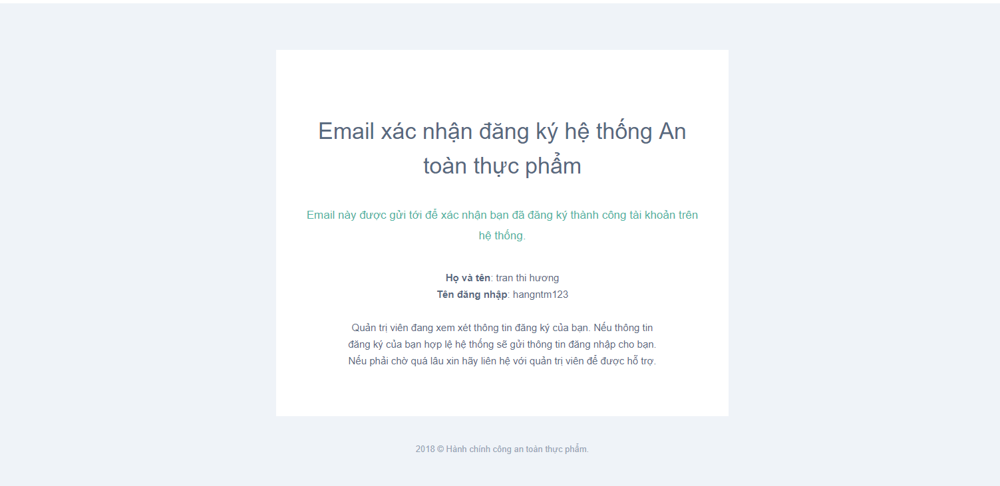 Email xác nhận đăng ký hệ thống An
toàn thực phẩm
Email này được gửi tới để xác nhận bạn đã đăng ký thành công tài khoản trên
hệ thống.
Họ và tên: tran thi hương
Tên đăng nhập: hangntm123
Quản trị viên đang xem xét thông tin đăng ký của bạn. Nếu thông tin
đăng ký của bạn hợp lệ hệ thống sẽ gửi thông tin đăng nhập cho bạn.
Nếu phải chờ quá lâu xin hãy liên hệ với quản trị viên để được hỗ trợ.
2018 © Hành chính công an toàn thực phẩm.